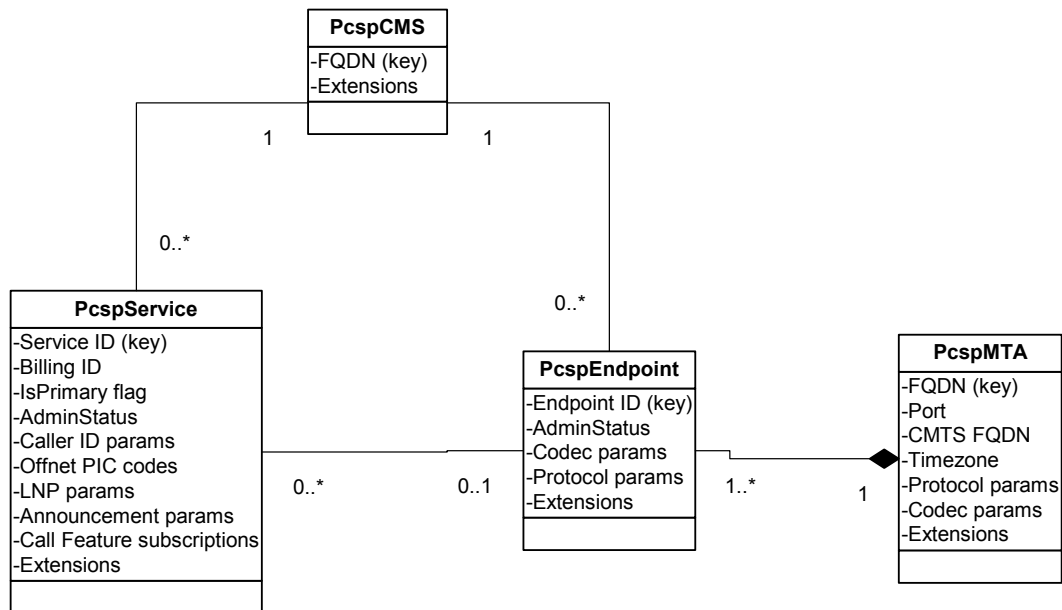 PcspCMS
-FQDN (key)
-Extensions
1
1
0..*
0..*
PcspService
-Service ID (key)
-Billing ID
-IsPrimary flag
-AdminStatus
-Caller ID params
-Offnet PIC codes
-LNP params
-Announcement params
-Call Feature subscriptions
-Extensions
0..*
0..1
PcspEndpoint
-Endpoint ID (key)
-AdminStatus
-Codec params
-Protocol params
-Extensions
1..*
1
PcspMTA
-FQDN (key)
-Port
-CMTS FQDN
-Timezone
-Protocol params
-Codec params
-Extensions